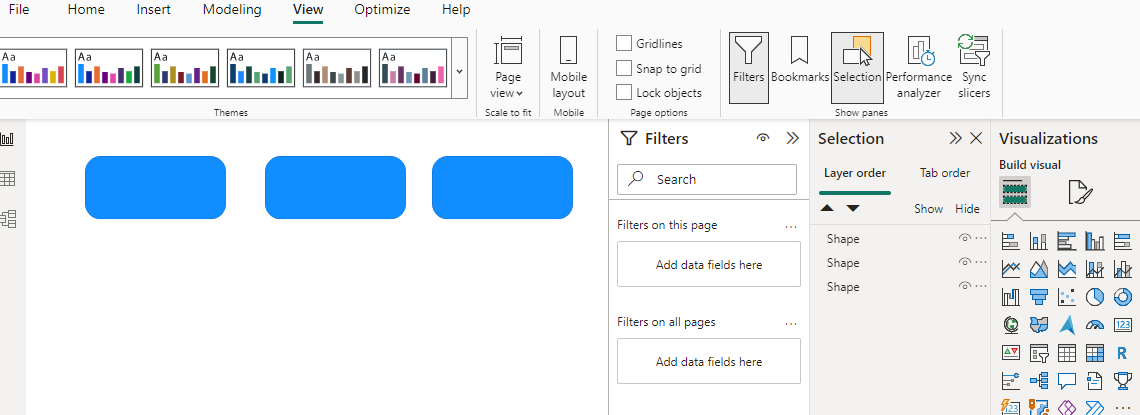 File Home Insert Modeling View Optimize Help
Aa Aa Aa Aa Aa Aa
Page view
Mobile layout
Gridlines
Snap to grid
Lock objects
Filters
Bookmarks
Selection
Performance analyzer
Sync slicers
Themes
Scale to fit
Mobile
Page options
Show panes
Filters
Search
Filters on this page ...
Add data fields here
Filters on all pages ...
Add data fields here
Selection
Layer order Tab order
Show Hide
Shape ...
Shape ...
Shape ...
Visualizations
Build visual
123
R
123
...